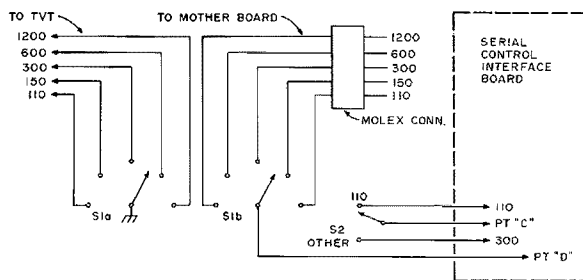 TO TVT
1200
600
300
150
110
S1a
TO MOTHER BOARD
1200
600
300
150
110
MOLEX CONN.
S1b
SERIAL
CONTROL
INTERFACE
BOARD
110
S2
OTHER
110
PT "C"
300
PT "D"